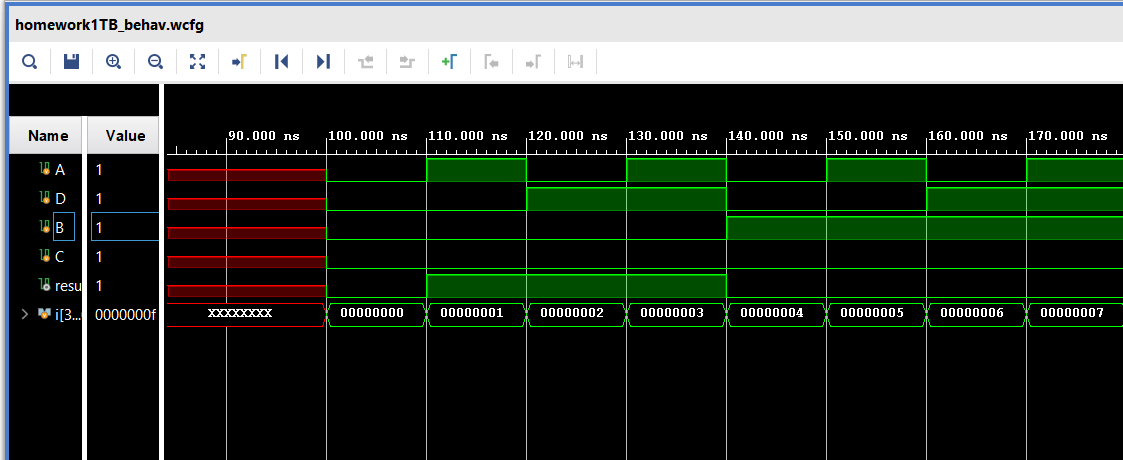 homework1TB_behav.wcfg
Name Value
90.000 ns 100.000 ns 110.000 ns 120.000 ns 130.000 ns 140.000 ns 150.000 ns 160.000 ns 170.000 ns
A 1
D 1
B 1
C 1
resu 1
i[3... 0000000f XXXXXXXX 00000000 00000001 00000002 00000003 00000004 00000005 00000006 00000007